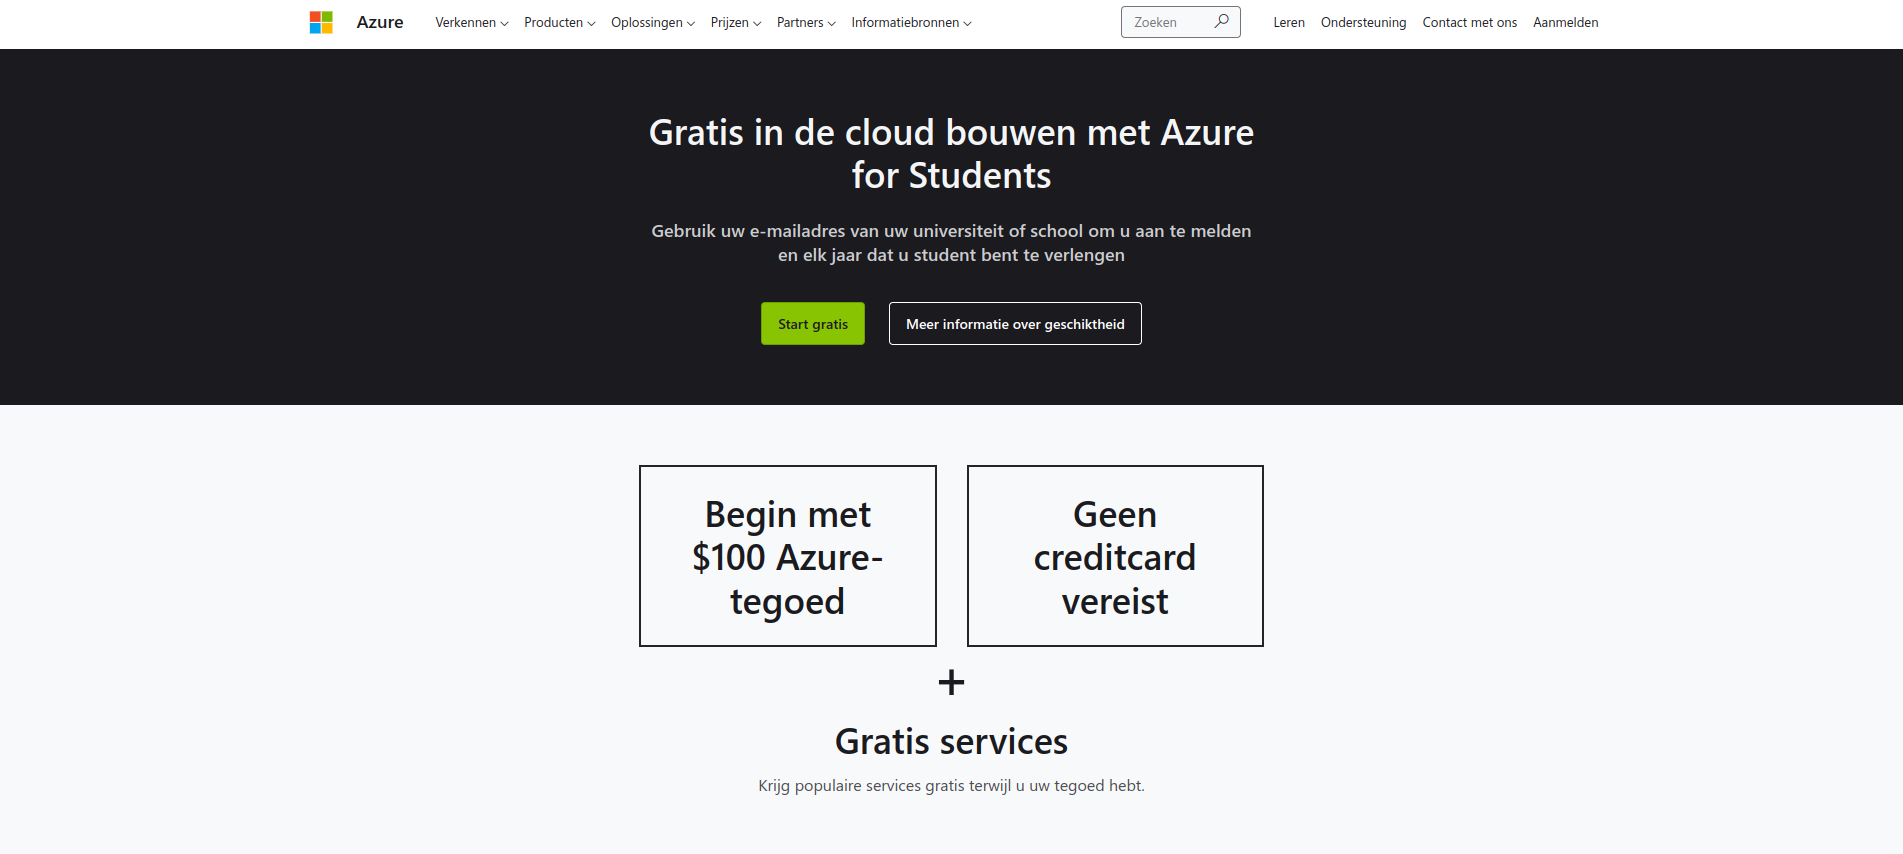 Azure
Verkennen
Producten
Oplossingen
Prijzen
Partners
Informatiebronnen
Zoeken
Leren
Ondersteuning
Contact met ons
Aanmelden
Gratis in de cloud bouwen met Azure
for Students
Gebruik uw e-mailadres van uw universiteit of school om u aan te melden
en elk jaar dat u student bent te verlengen
Start gratis
Meer informatie over geschiktheid
Begin met
$100 Azure-
tegoed
Geen
creditcard
vereist
+
Gratis services
Krijg populaire services gratis terwijl u uw tegoed hebt.